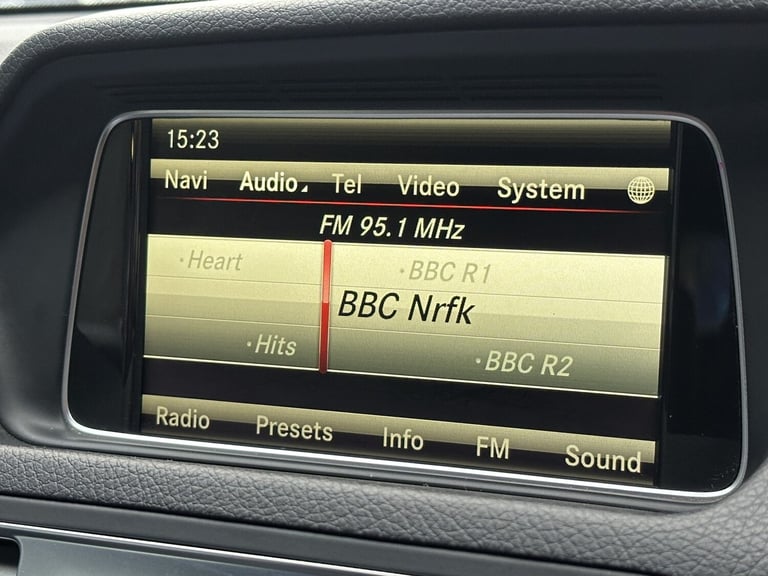 15:23
Navi Audio Tel Video System
FM 95.1 MHz
·Heart ·BBC R1
BBC Nrfk
·Hits ·BBC R2
Radio Presets Info FM Sound